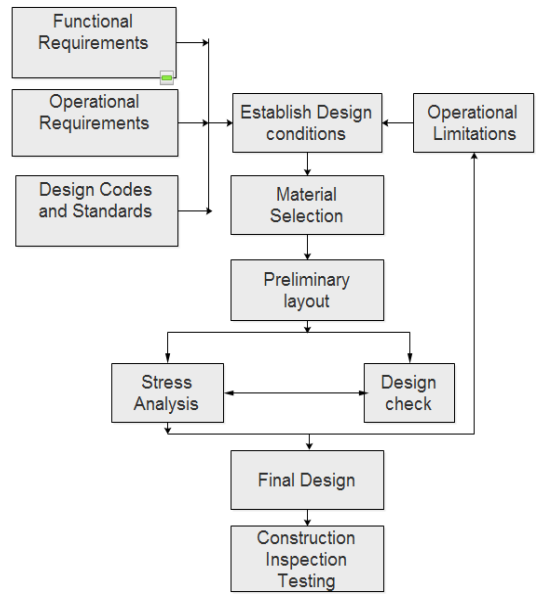 Functional
Requirements
Operational
Requirements
Design Codes
and Standards
Establish Design
conditions
Operational
Limitations
Material
Selection
Preliminary
layout
Stress
Analysis
Design
check
Final Design
Construction
Inspection
Testing